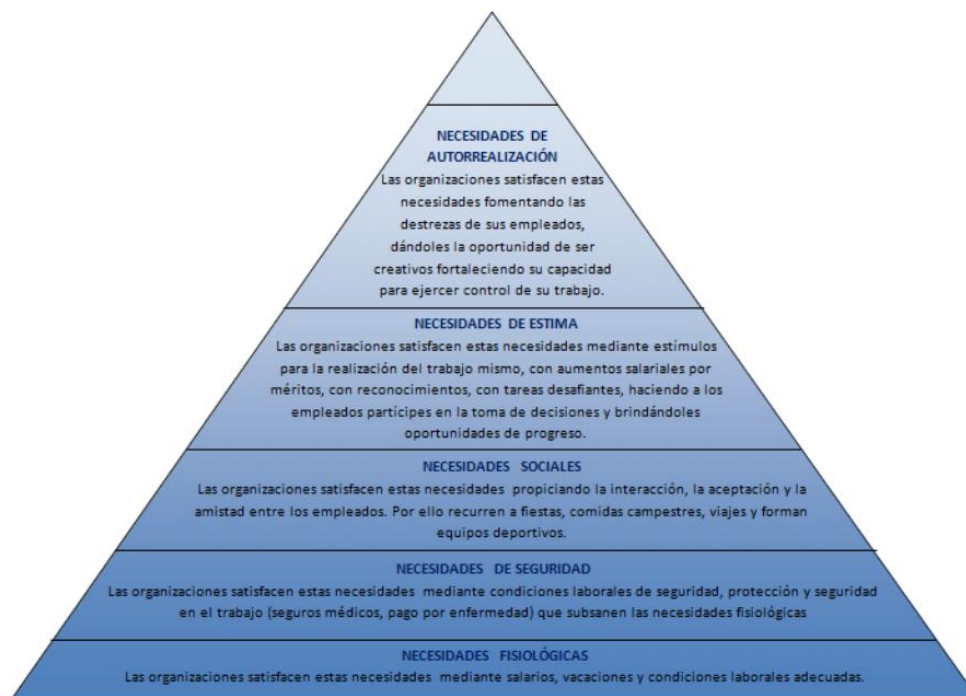 NECESIDADES DE
AUTORREALIZACIÓN
Las organizaciones satisfacen estas
necesidades fomentando las
destrezas de sus empleados,
dándoles la oportunidad de ser
creativos fortaleciendo su capacidad
para ejercer control de su trabajo.
NECESIDADES DE ESTIMA
Las organizaciones satisfacen estas necesidades mediante estímulos
para la realización del trabajo mismo, con aumentos salariales por
méritos, con reconocimientos, con tareas desafiantes, haciendo a los
empleados partícipes en la toma de decisiones y brindándoles
oportunidades de progreso.
NECESIDADES SOCIALES
Las organizaciones satisfacen estas necesidades propiciando la interacción, la aceptación y la
amistad entre los empleados. Por ello recurren a fiestas, comidas campestres, viajes y forman
equipos deportivos.
NECESIDADES DE SEGURIDAD
Las organizaciones satisfacen estas necesidades mediante condiciones laborales de seguridad, protección y seguridad
en el trabajo (seguros médicos, pago por enfermedad) que subsanen las necesidades fisiológicas
NECESIDADES FISIOLÓGICAS
Las organizaciones satisfacen estas necesidades mediante salarios, vacaciones y condiciones laborales adecuadas.